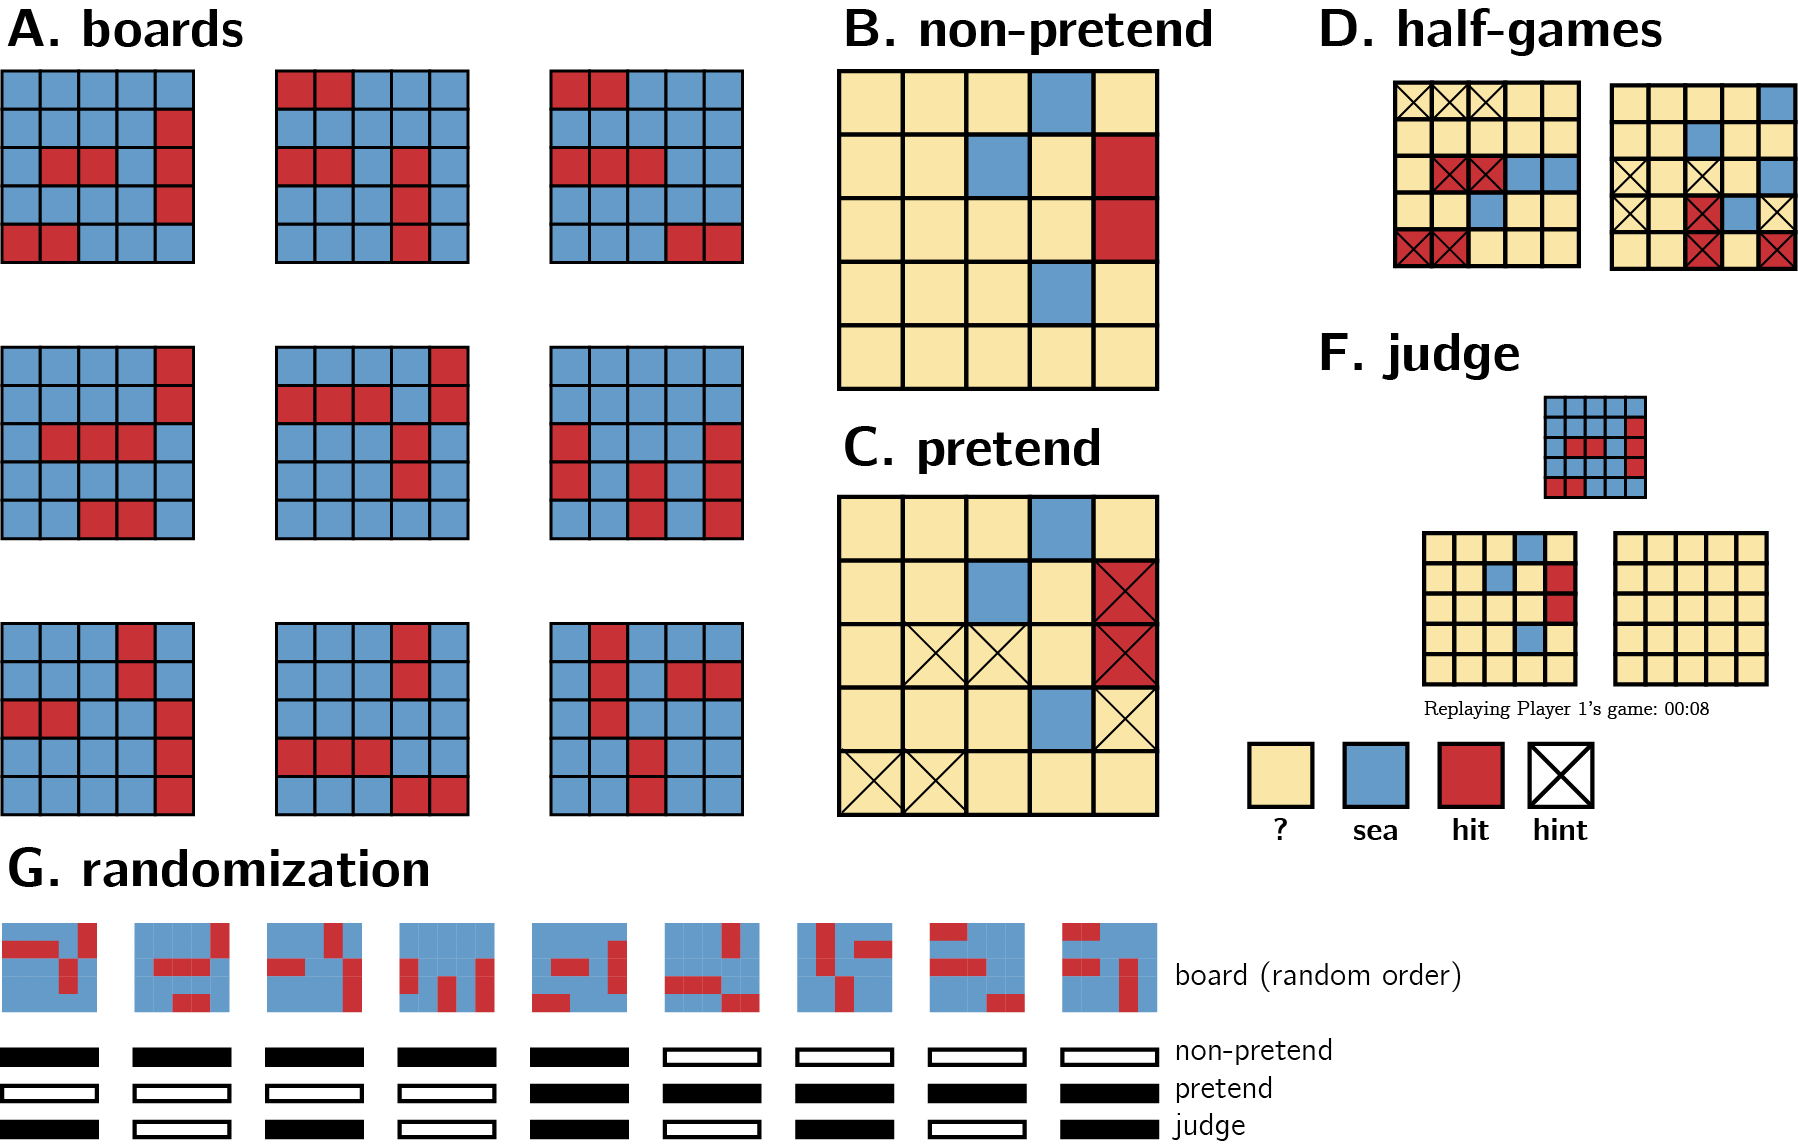 A. boards
B. non-pretend
C. pretend
D. half-games
F. judge
Replaying Player 1's game: 00:08
? sea hit hint
G. randomization
board (random order)
non-pretend
pretend
judge